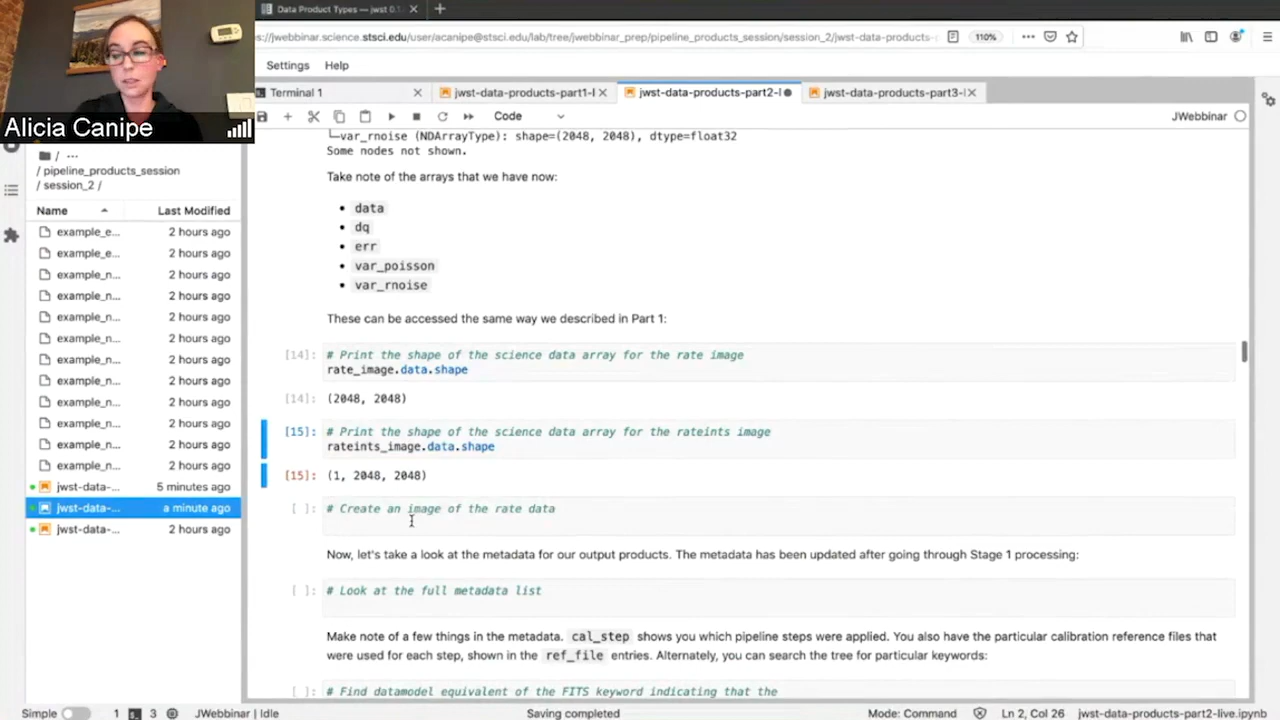 Data Product Types — jwst 0.1
s://jwebbinar.science.stsci.edu/user/acanipe@stsci.edu/lab/tree/jwebbinar_prep/pipeline_products_session/session_2/jwst-data-products-
110%
Settings Help
Terminal 1
jwst-data-products-part1-l
jwst-data-products-part2-l
jwst-data-products-part3-l
Code
JWebbinar
Alicia Canipe
/ ...
/ pipeline_products_session
/ session_2 /
Name Last Modified
example_e... 2 hours ago
example_e... 2 hours ago
example_n... 2 hours ago
example_n... 2 hours ago
example_n... 2 hours ago
example_n... 2 hours ago
example_n... 2 hours ago
example_n... 2 hours ago
example_n... 2 hours ago
example_n... 2 hours ago
example_n... 2 hours ago
example_n... 2 hours ago
jwst-data-... 5 minutes ago
jwst-data-... a minute ago
jwst-data-... 2 hours ago
└─var_rnoise (NDArrayType): shape=(2048, 2048), dtype=float32
Some nodes not shown.
Take note of the arrays that we have now:
• data
• dq
• err
• var_poisson
• var_rnoise
These can be accessed the same way we described in Part 1:
[14]: # Print the shape of the science data array for the rate image
rate_image.data.shape
[14]: (2048, 2048)
[15]: # Print the shape of the science data array for the rateints image
rateints_image.data.shape
[15]: (1, 2048, 2048)
[ ]: # Create an image of the rate data
Now, let's take a look at the metadata for our output products. The metadata has been updated after going through Stage 1 processing:
[ ]: # Look at the full metadata list
Make note of a few things in the metadata. cal_step shows you which pipeline steps were applied. You also have the particular calibration reference files that
were used for each step, shown in the ref_file entries. Alternately, you can search the tree for particular keywords:
[ ]: # Find datamodel equivalent of the FITS keyword indicating that the
Simple 1 3 JWebbinar | Idle Saving completed Mode: Command Ln 2, Col 26 jwst-data-products-part2-live.ipynb